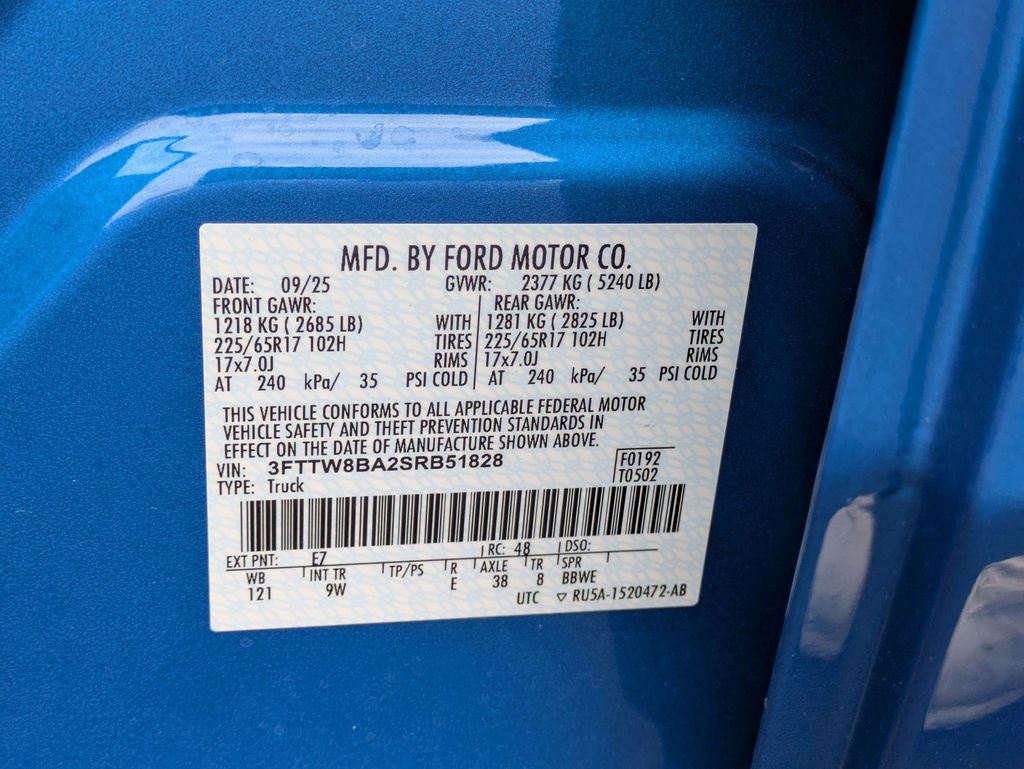 MFD. BY FORD MOTOR CO.
DATE: 09/25 GVWR: 2377 KG ( 5240 LB)
FRONT GAWR: REAR GAWR:
1218 KG ( 2685 LB) WITH 1281 KG ( 2825 LB) WITH
225/65R17 102H TIRES 225/65R17 102H TIRES
17x7.0J RIMS 17x7.0J RiMS
AT 240 kPa/ 35 PSI COLD AT 240 kPa/ 35 PSI COLD
THIS VEHICLE CONFORMS TO ALL APPLICABLE FEDERAL MOTOR
VEHICLE SAFETY AND THEFT PREVENTION STANDARDS IN
EFFECT ON THE DATE OF MANUFACTURE SHOWN ABOVE.
VIN: 3FTTW8BA2SRB51828 F0192
TYPE: Truck T0502
EXT PNT: E7 RC: 48 DSO:
WB INT TR TP/PS R AXLE TR SPR
121 9W E 38 8 BBWE
UTC ▽ RU5A-1520472-AB